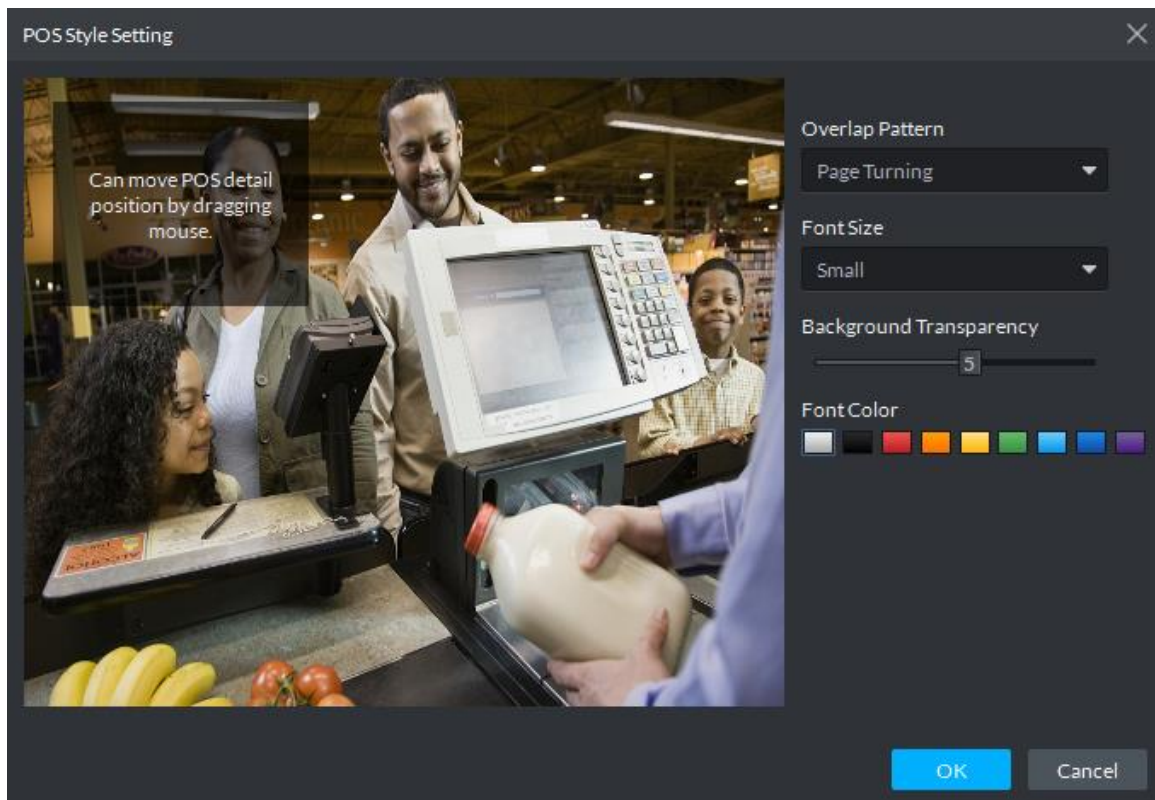 POS Style Setting
Can move POS detail
position by dragging
mouse.
Overlap Pattern
Page Turning
Font Size
Small
Background Transparency
5
Font Color
OK
Cancel